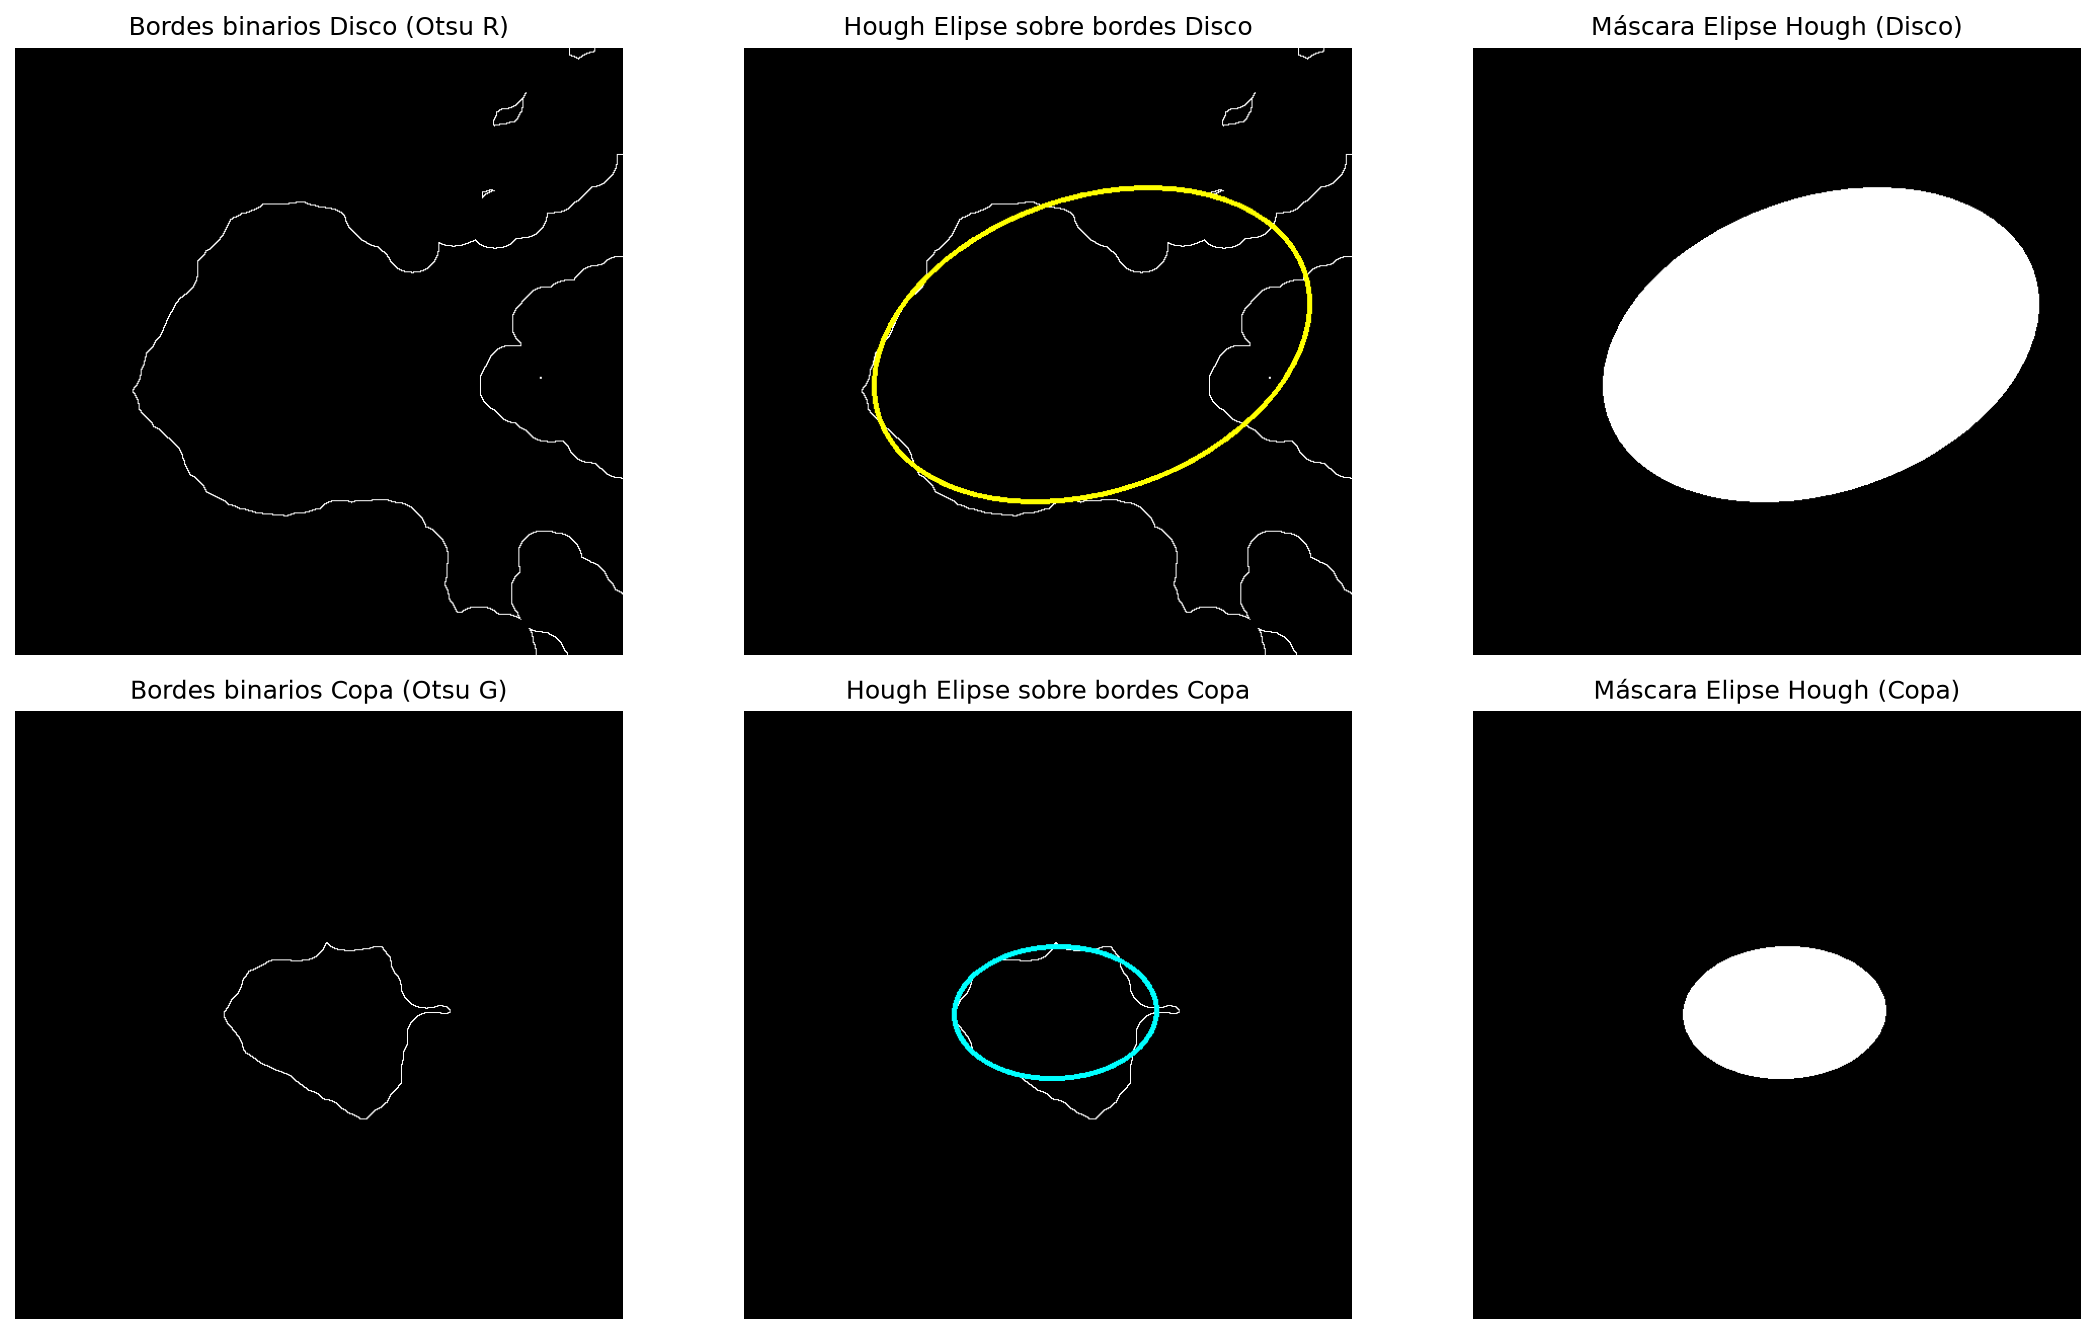 Bordes binarios Disco (Otsu R)
Hough Elipse sobre bordes Disco
Máscara Elipse Hough (Disco)
Bordes binarios Copa (Otsu G)
Hough Elipse sobre bordes Copa
Máscara Elipse Hough (Copa)